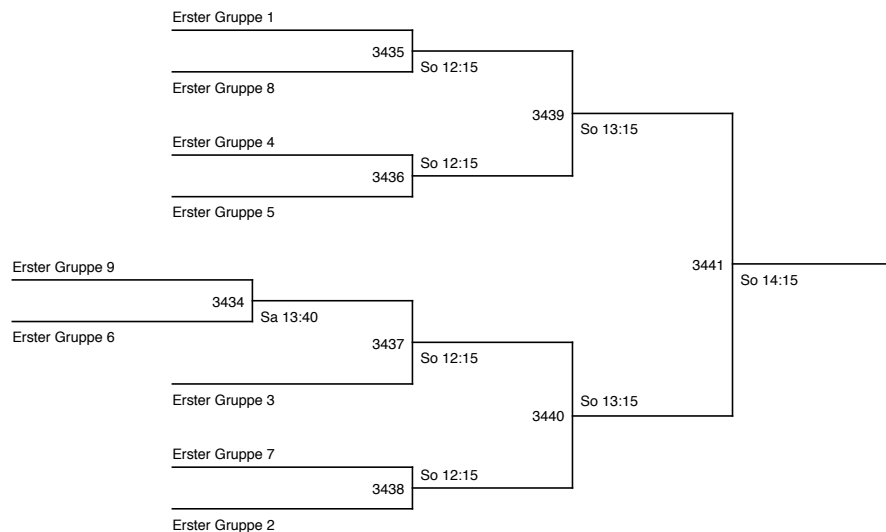 Erster Gruppe 1
3435
So 12:15
Erster Gruppe 8
3439
So 13:15
Erster Gruppe 4
So 12:15
3436
Erster Gruppe 5
Erster Gruppe 9
3434
Sa 13:40
Erster Gruppe 6
3441
So 14:15
3437
So 12:15
Erster Gruppe 3
So 13:15
3440
Erster Gruppe 7
So 12:15
3438
Erster Gruppe 2